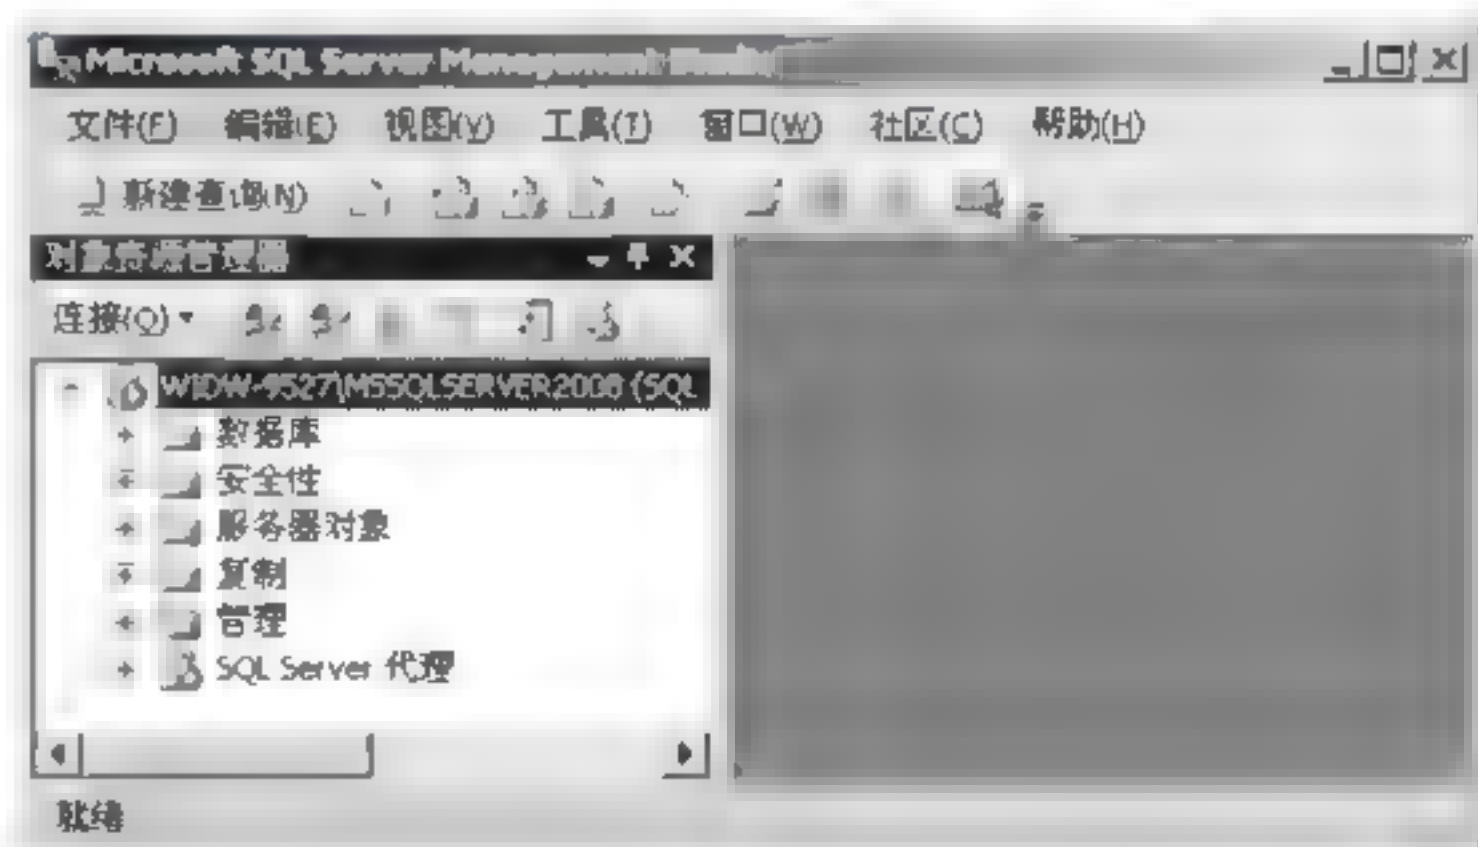 Microsoft SQL Server Management Studio
文件(F) 编辑(E) 视图(V) 工具(T) 窗口(W) 社区(C) 帮助(H)
新建查询(N)
对象资源管理器
连接(O)
WIDW-9527\MSSQLSERVER2008 (SQL
数据库
安全性
服务器对象
复制
管理
SQL Server 代理
就绪